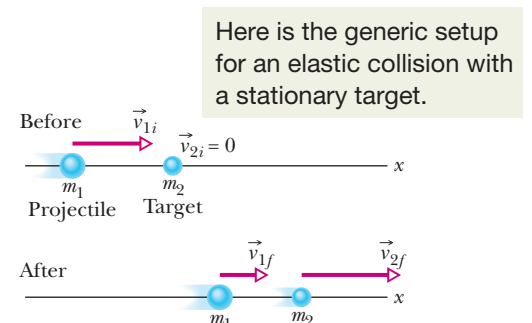 Here is the generic setup
for an elastic collision with
a stationary target.
Before
v⃗1i
v⃗2i = 0
x
m1
m2
Projectile
Target
After
v⃗1f
v⃗2f
x
m1
m2